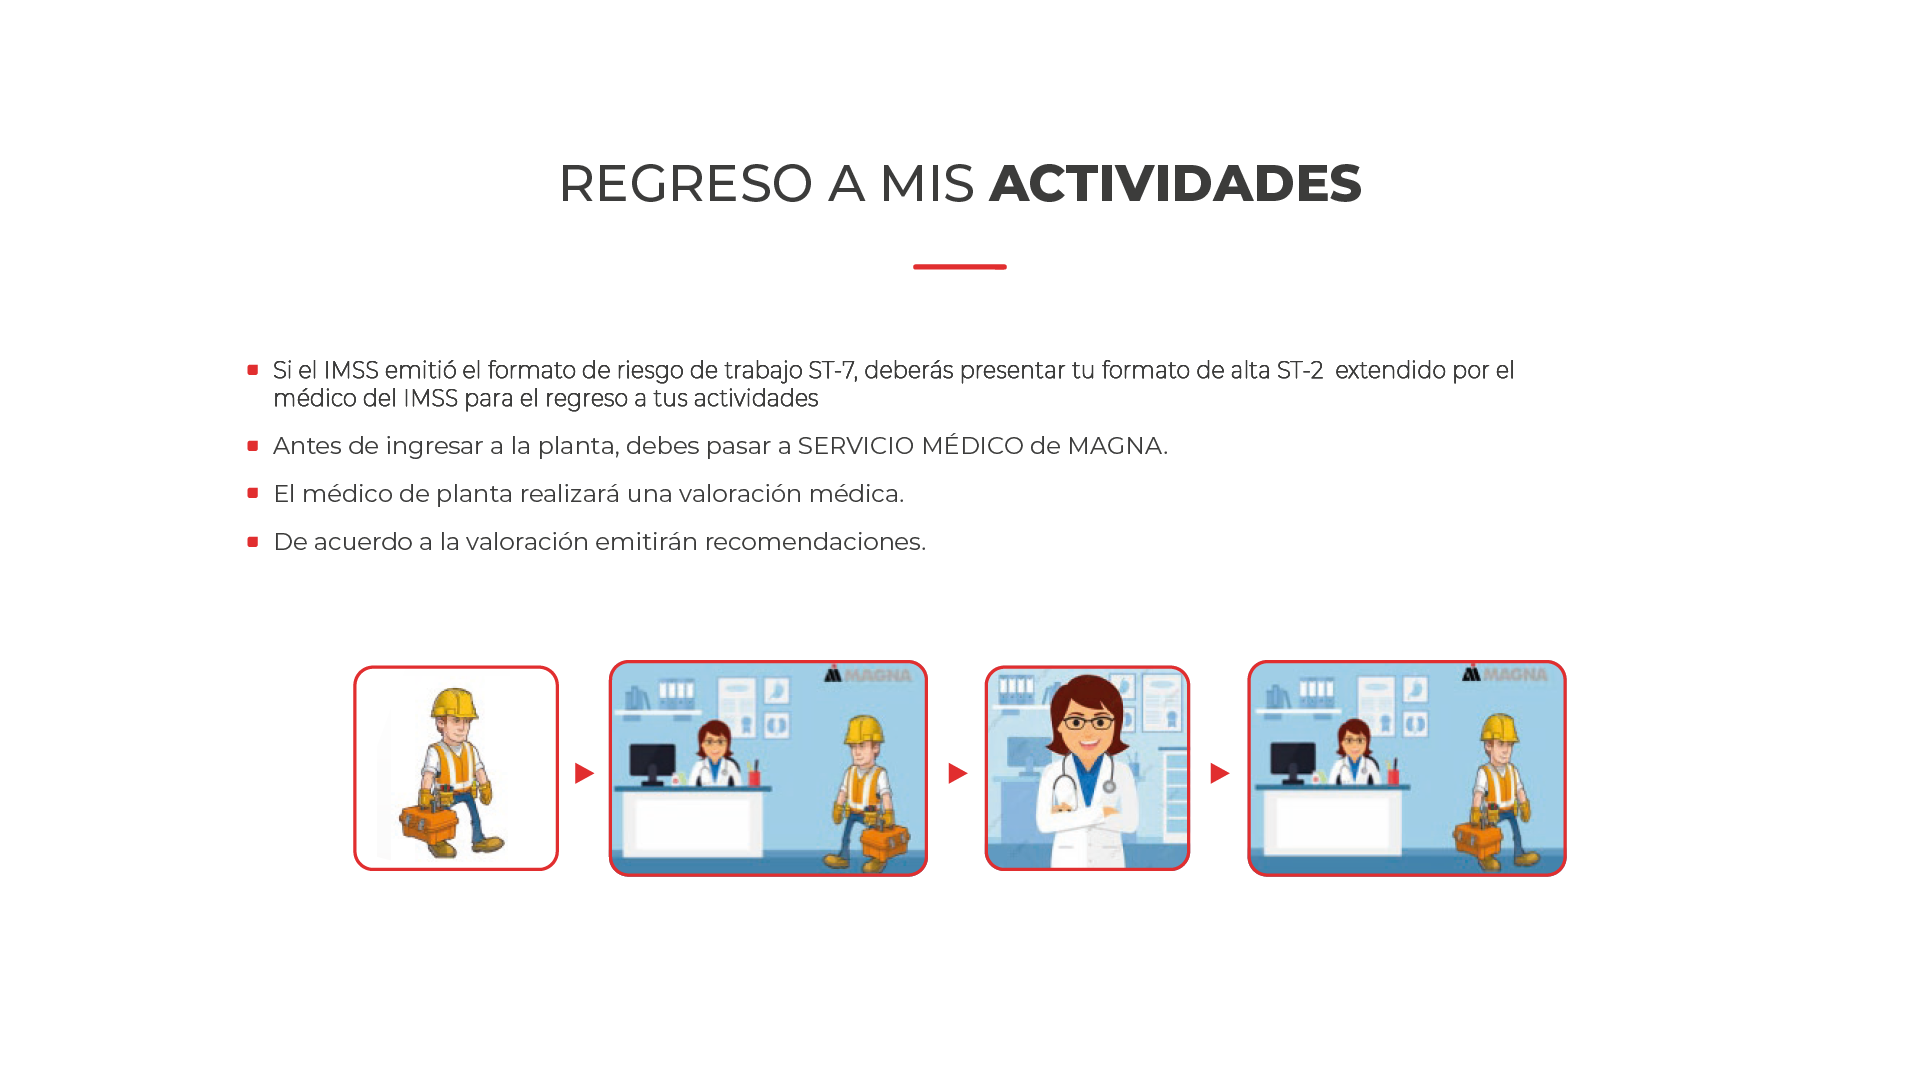 REGRESO A MIS ACTIVIDADES
Si el IMSS emitió el formato de riesgo de trabajo ST-7, deberás presentar tu formato de alta ST-2 extendido por el
médico del IMSS para el regreso a tus actividades
Antes de ingresar a la planta, debes pasar a SERVICIO MÉDICO de MAGNA.
El médico de planta realizará una valoración médica.
De acuerdo a la valoración emitirán recomendaciones.
MAGNA
MAGNA